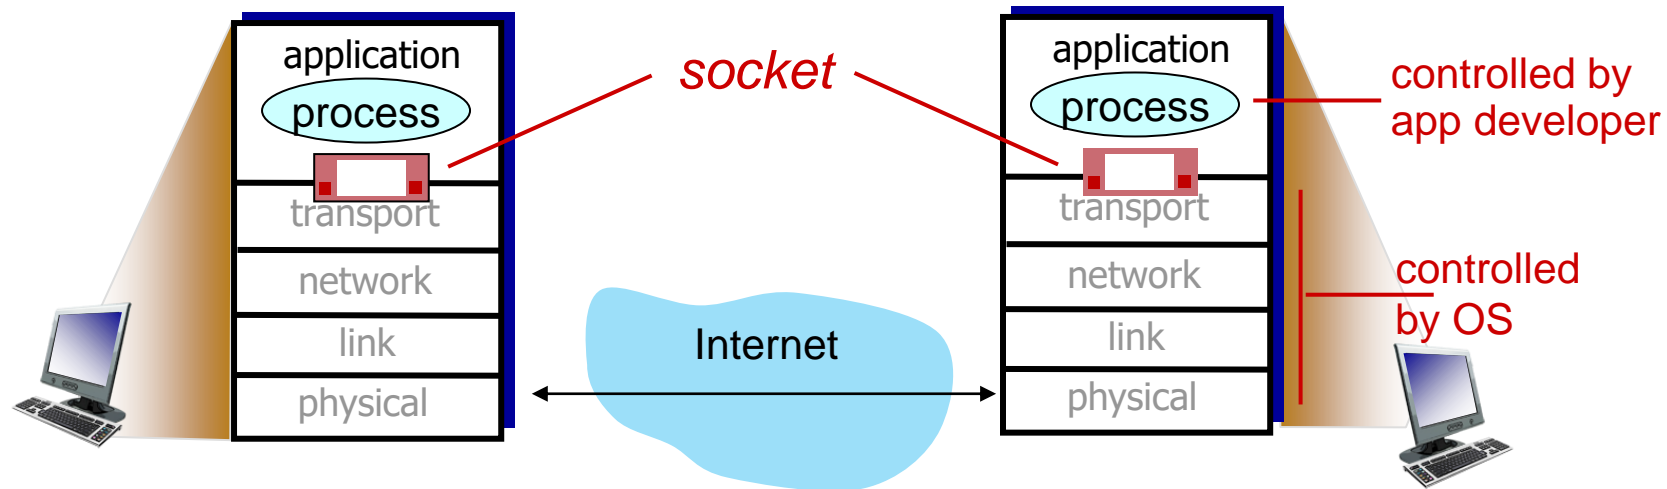 application
process
transport
network
link
physical
socket
Internet
application
process
transport
network
link
physical
controlled by
app developer
controlled
by OS